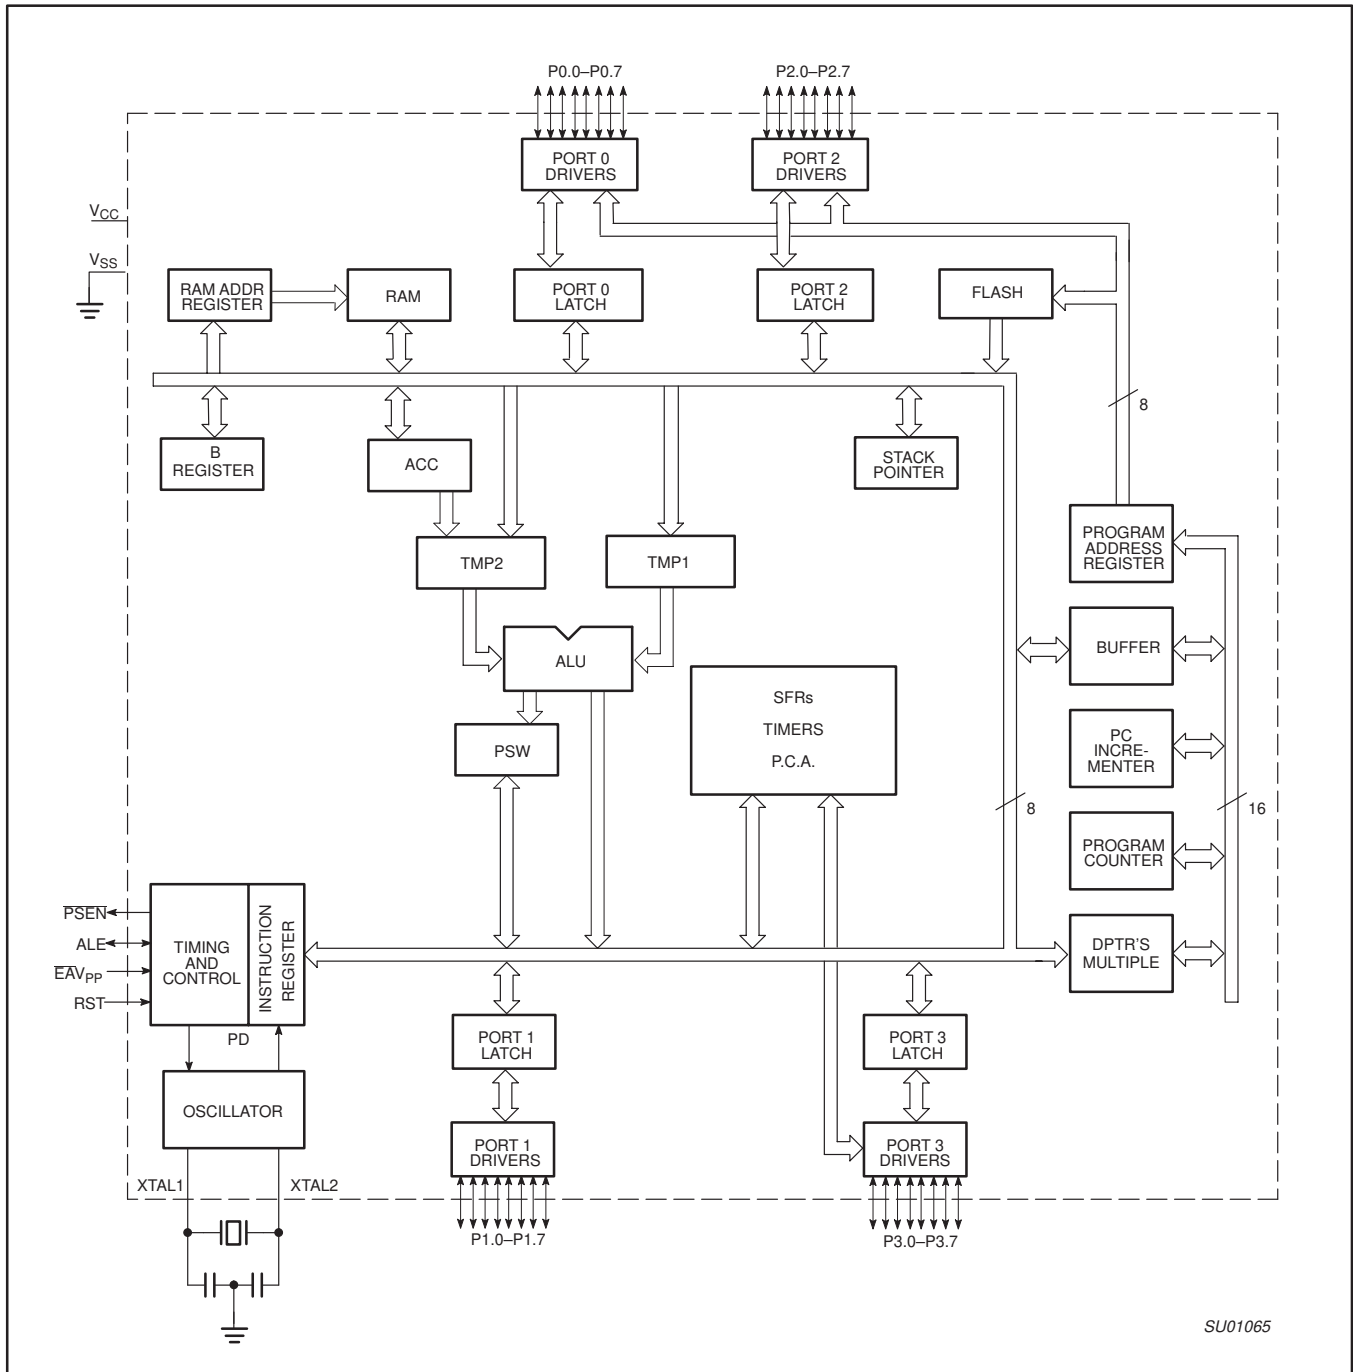 P0.0–P0.7
P2.0–P2.7
PORT 0
DRIVERS
PORT 2
DRIVERS
VCC
VSS
RAM ADDR
REGISTER
RAM
PORT 0
LATCH
PORT 2
LATCH
FLASH
8
B
REGISTER
ACC
STACK
POINTER
PROGRAM
ADDRESS
REGISTER
TMP2
TMP1
BUFFER
ALU
SFRs
TIMERS
P.C.A.
PSW
PC
INCRE-
MENTER
8
16
PROGRAM
COUNTER
PSEN
ALE
EAVPP
RST
TIMING
AND
CONTROL
INSTRUCTION
REGISTER
DPTR'S
MULTIPLE
PD
PORT 1
LATCH
PORT 3
LATCH
OSCILLATOR
PORT 1
DRIVERS
PORT 3
DRIVERS
XTAL1
XTAL2
P1.0–P1.7
P3.0–P3.7
SU01065